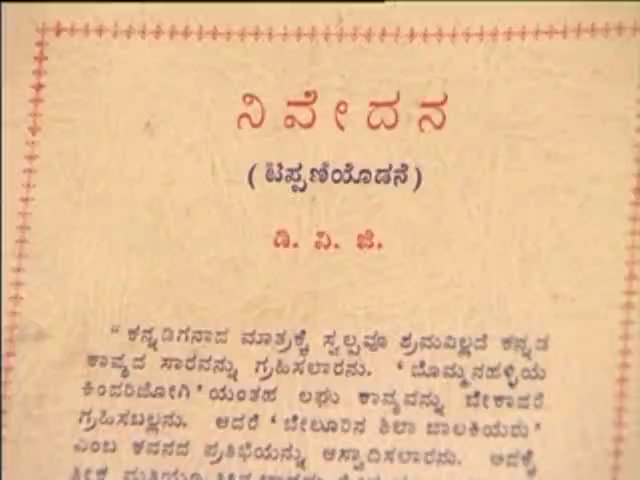 ನಿವೇದನ
(ಟಿಪ್ಪಣಿಯೊಡನೆ)
ಡಿ. ವಿ. ಜಿ.
"ಕನ್ನಡಿಗನಾದ ಮಾತ್ರಕ್ಕೆ ಸ್ವಲ್ಪವೂ ಶ್ರಮವಿಲ್ಲದೆ ಕನ್ನಡ
ಕಾವ್ಯದ ಸಾರವನ್ನು ಗ್ರಹಿಸಲಾರನು. 'ಬೊಮ್ಮನಹಳ್ಳಿಯ
ಕಿಂದರಿಜೋಗಿ' ಯಂತಹ ಲಘು ಕಾವ್ಯವನ್ನು ಬೇಕಾದರೆ
ಗ್ರಹಿಸಬಲ್ಲನು. ಆದರೆ 'ಬೇಲೂರಿನ ಶಿಲಾ ಬಾಲಕಿಯರು'
ಎಂಬ ಕವನದ ಪ್ರತಿಭೆಯನ್ನು ಆಸ್ವಾದಿಸಲಾರನು. ಅದಕ್ಕೆ